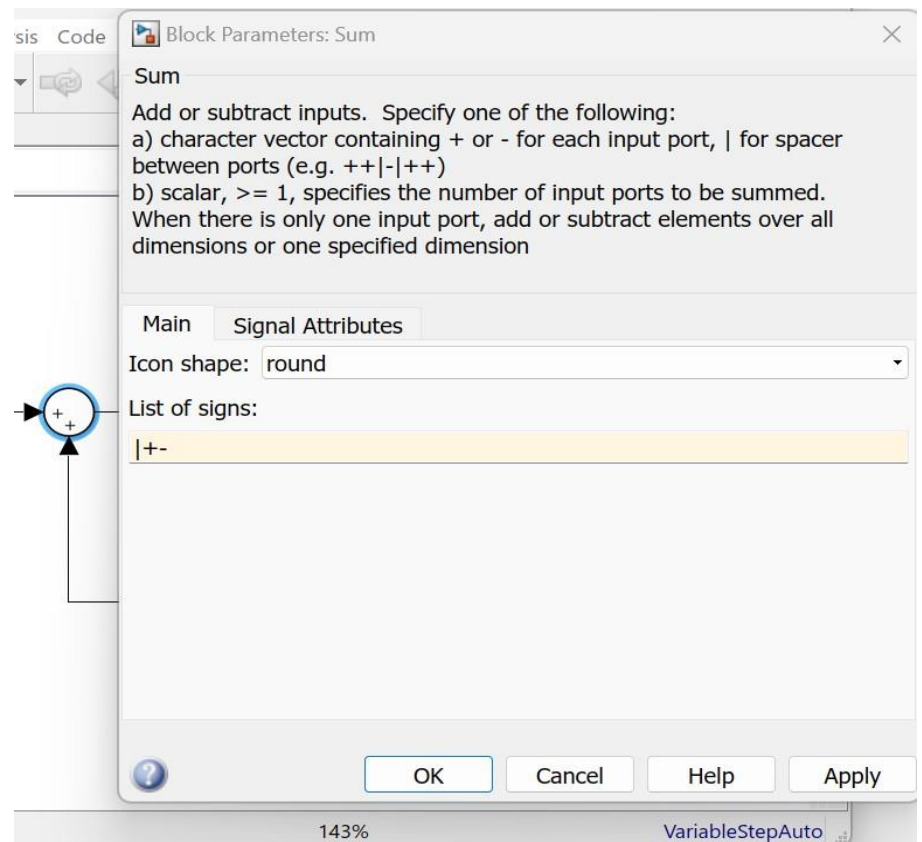 sis Code
Block Parameters: Sum
Sum
Add or subtract inputs. Specify one of the following:
a) character vector containing + or - for each input port, | for spacer
between ports (e.g. ++|-|++)
b) scalar, >= 1, specifies the number of input ports to be summed.
When there is only one input port, add or subtract elements over all
dimensions or one specified dimension
Main Signal Attributes
Icon shape: round
List of signs:
|+-
+
+
OK Cancel Help Apply
143% VariableStepAuto